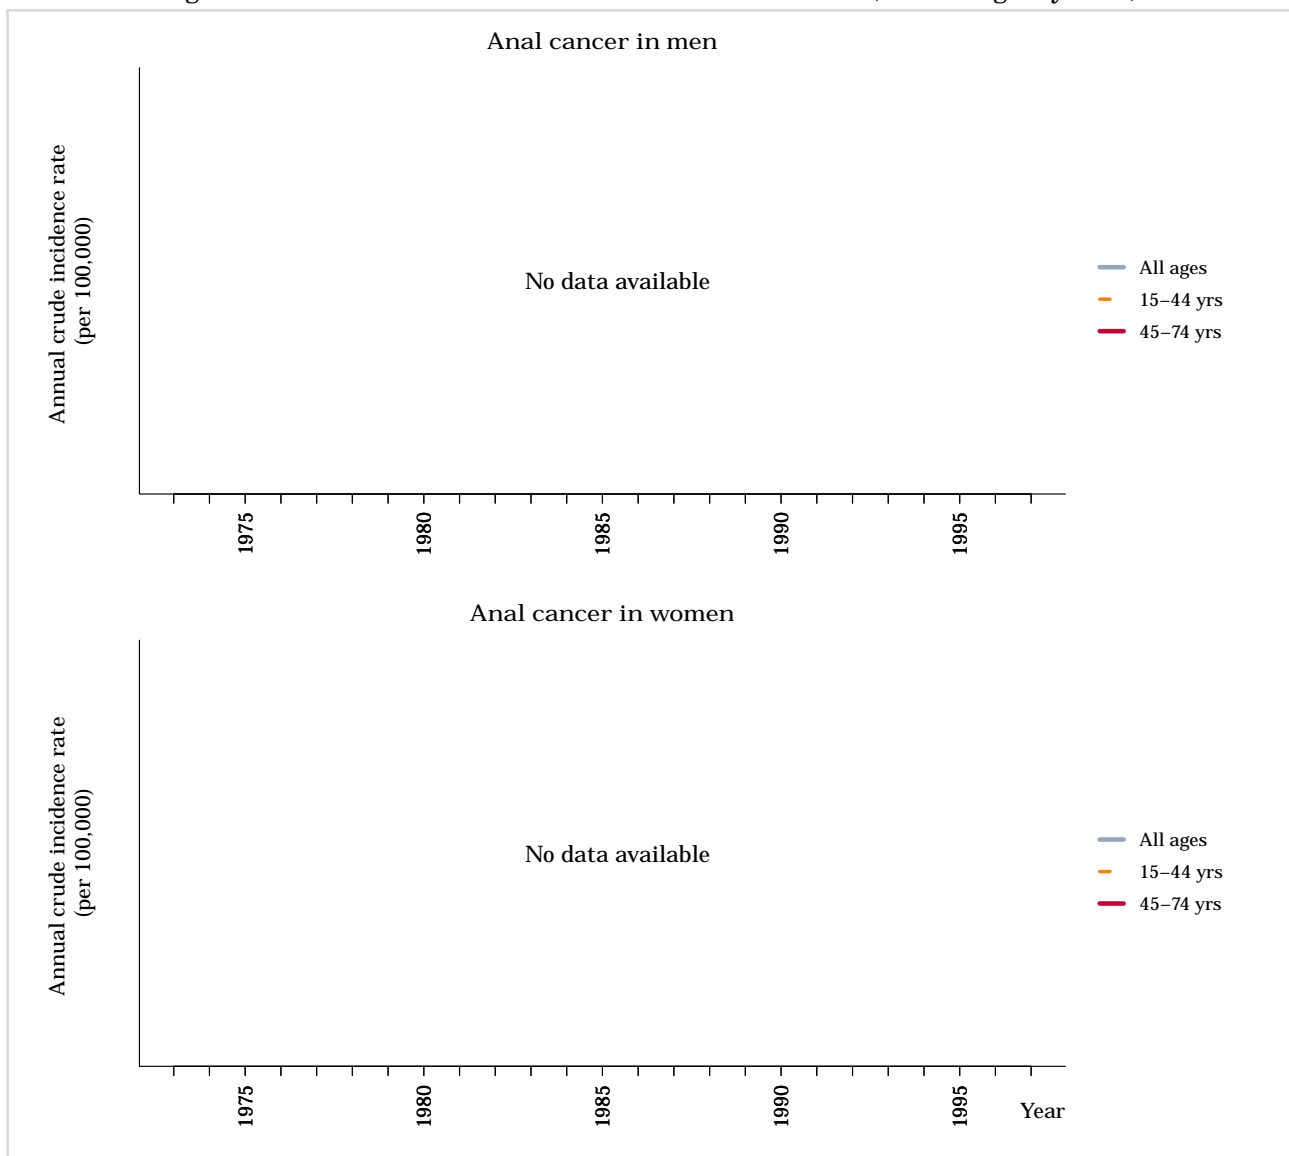 Anal cancer in men
Annual crude incidence rate
(per 100,000)
No data available
All ages
15–44 yrs
45–74 yrs
1975
1980
1985
1990
1995
Anal cancer in women
Annual crude incidence rate
(per 100,000)
No data available
All ages
15–44 yrs
45–74 yrs
1975
1980
1985
1990
1995
Year